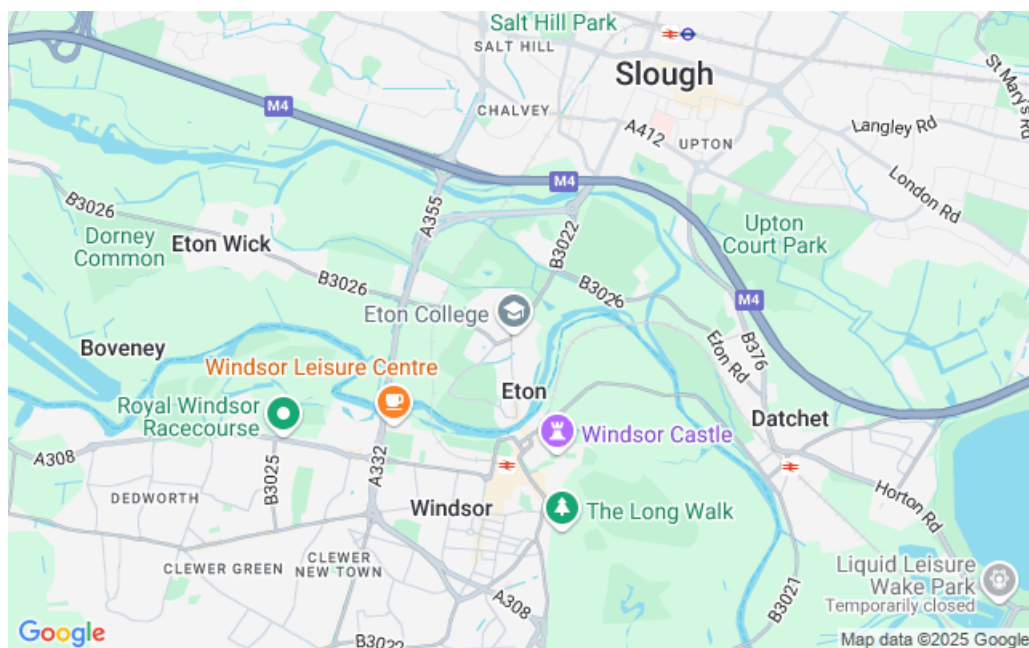 Salt Hill Park
SALT HILL
Slough
St Mary's Rd
M4
CHALVEY
A412
Langley Rd
UPTON
M4
London Rd
B3026
A355
Dorney
Common
Eton Wick
B3022
Upton
Court Park
B3026
B3026
M4
Eton College
Eton Rd
B376
Boveney
Windsor Leisure Centre
Royal Windsor
Racecourse
Eton
Datchet
Windsor Castle
A308
B3025
A332
DEDWORTH
Windsor
The Long Walk
Horton Rd
CLEWER GREEN
CLEWER
NEW TOWN
A308
B3021
Liquid Leisure
Wake Park
Temporarily closed
B3022
Google
Map data ©2025 Google